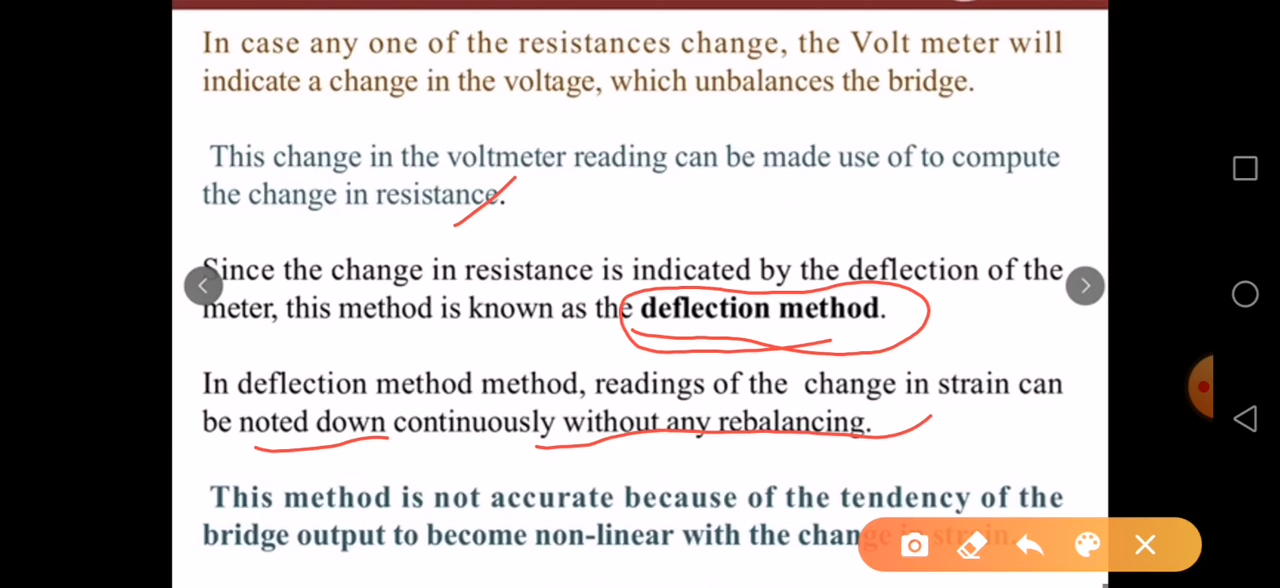 In case any one of the resistances change, the Volt meter will
indicate a change in the voltage, which unbalances the bridge.
This change in the voltmeter reading can be made use of to compute
the change in resistance.
Since the change in resistance is indicated by the deflection of the
meter, this method is known as the deflection method.
In deflection method method, readings of the change in strain can
be noted down continuously without any rebalancing.
This method is not accurate because of the tendency of the
bridge output to become non-linear with the change in strain.